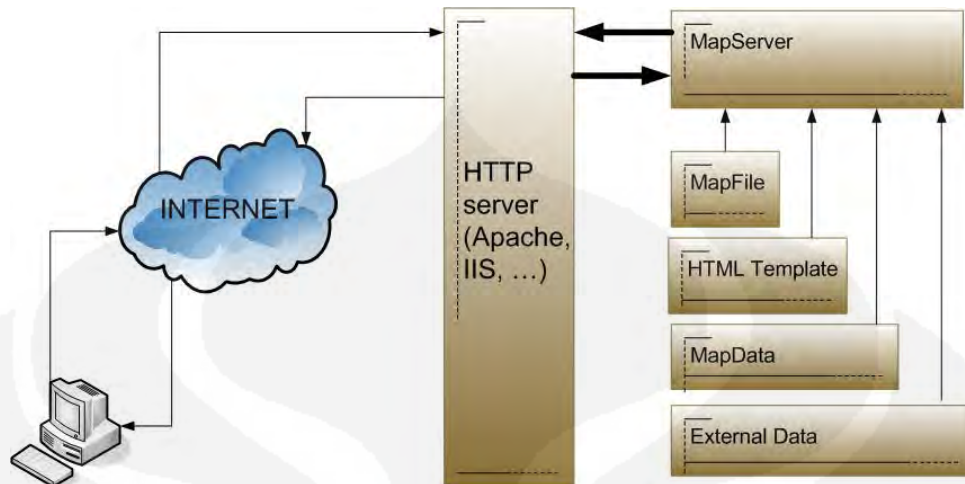 INTERNET
HTTP
server
(Apache,
IIS, …)
MapServer
MapFile
HTML Template
MapData
External Data